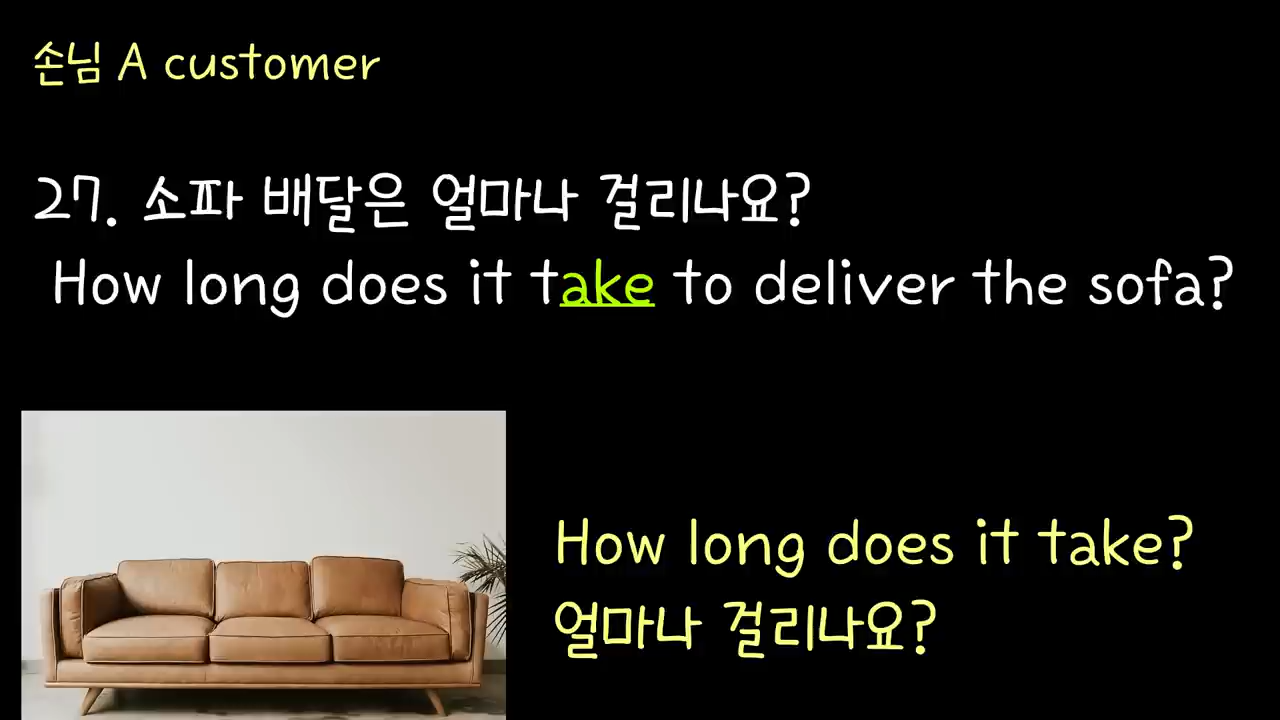 손님 A customer
27. 소파 배달은 얼마나 걸리나요?
How long does it take to deliver the sofa?
How long does it take?
얼마나 걸리나요?